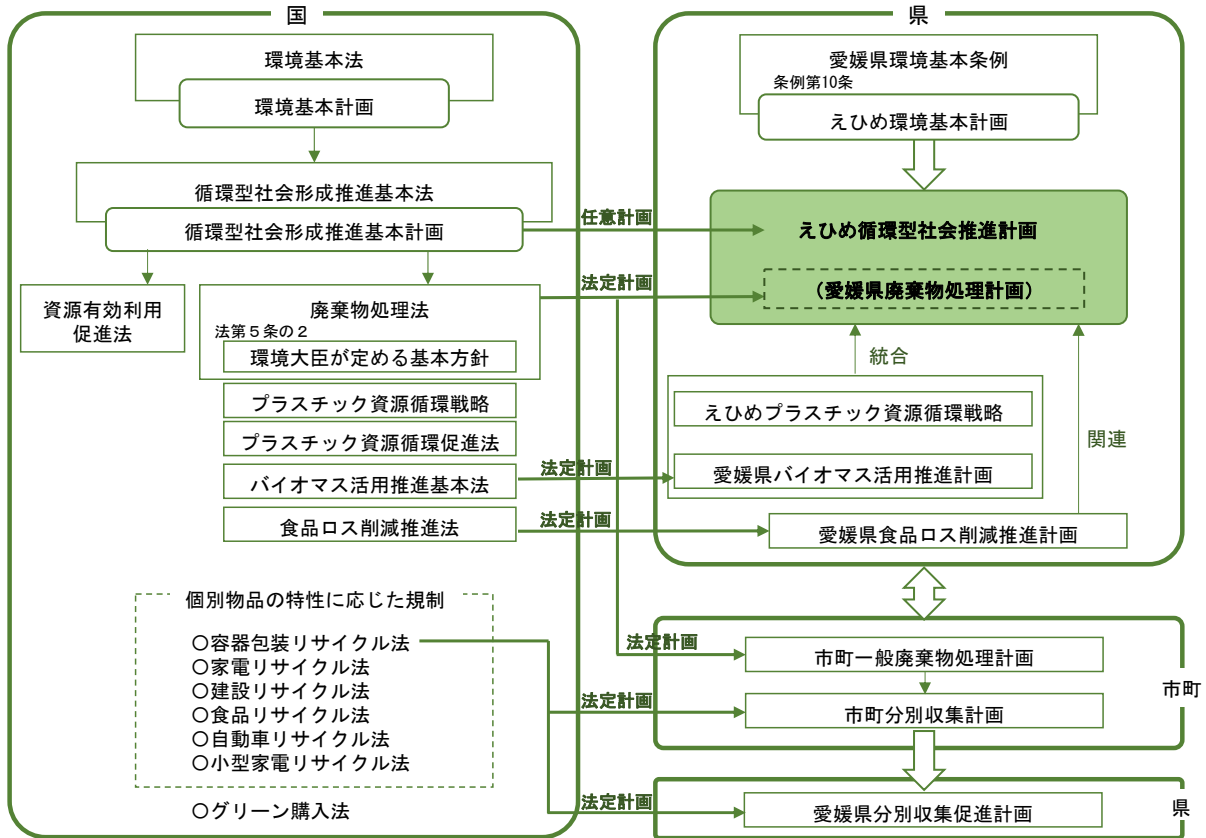 国
環境基本法
環境基本計画
循環型社会形成推進基本法
循環型社会形成推進基本計画
資源有効利用
促進法
廃棄物処理法
法第５条の２
環境大臣が定める基本方針
プラスチック資源循環戦略
プラスチック資源循環促進法
バイオマス活用推進基本法
食品ロス削減推進法
個別物品の特性に応じた規制
○容器包装リサイクル法
○家電リサイクル法
○建設リサイクル法
○食品リサイクル法
○自動車リサイクル法
○小型家電リサイクル法
○グリーン購入法
任意計画
法定計画
法定計画
法定計画
法定計画
法定計画
法定計画
県
愛媛県環境基本条例
条例第10条
えひめ環境基本計画
えひめ循環型社会推進計画
（愛媛県廃棄物処理計画）
統合
関連
えひめプラスチック資源循環戦略
愛媛県バイオマス活用推進計画
愛媛県食品ロス削減推進計画
市町一般廃棄物処理計画
市町分別収集計画
市町
愛媛県分別収集促進計画
県